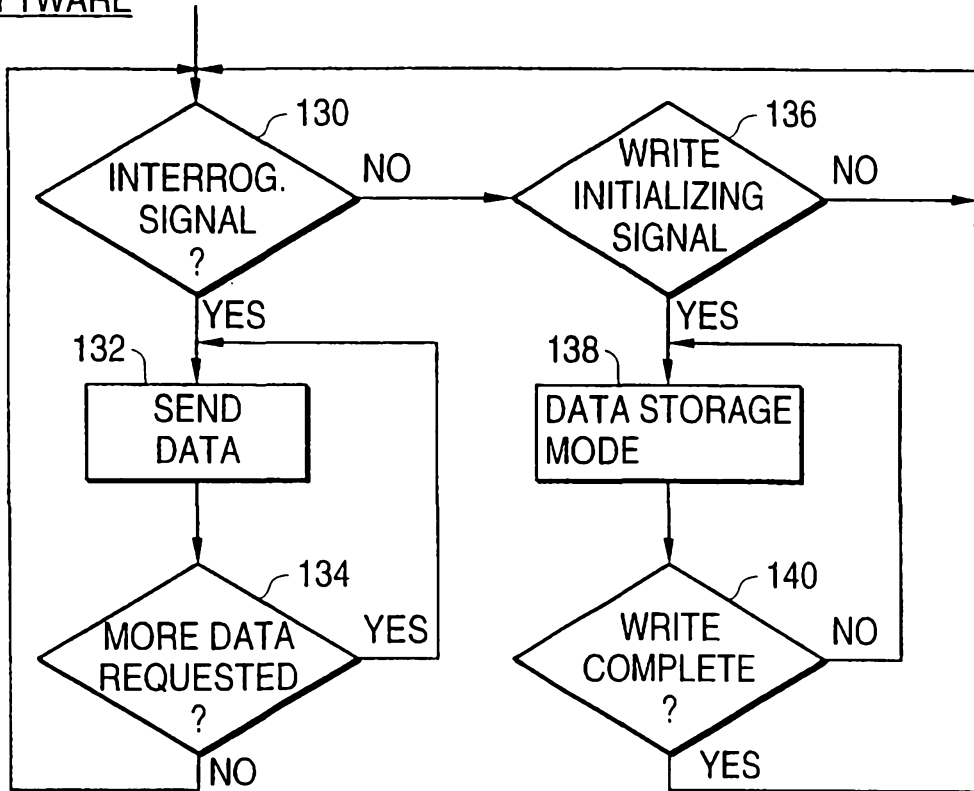 130
INTERROG.
SIGNAL
?
NO
YES
136
WRITE
INITIALIZING
SIGNAL
NO
YES
132
SEND
DATA
138
DATA STORAGE
MODE
134
MORE DATA
REQUESTED
?
YES
NO
140
WRITE
COMPLETE
?
NO
YES